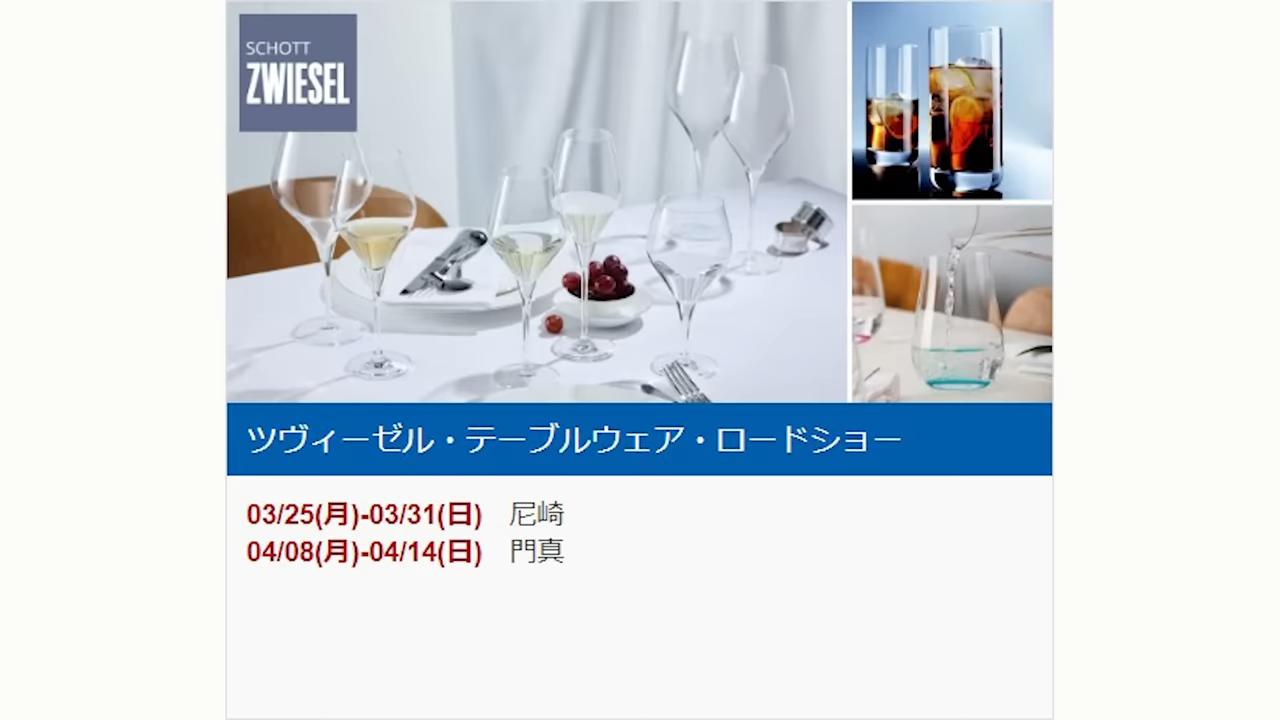 SCHOTT
ZWIESEL
ツヴィーゼル・テーブルウェア・ロードショー
03/25(月)-03/31(日) 尼崎
04/08(月)-04/14(日) 門真